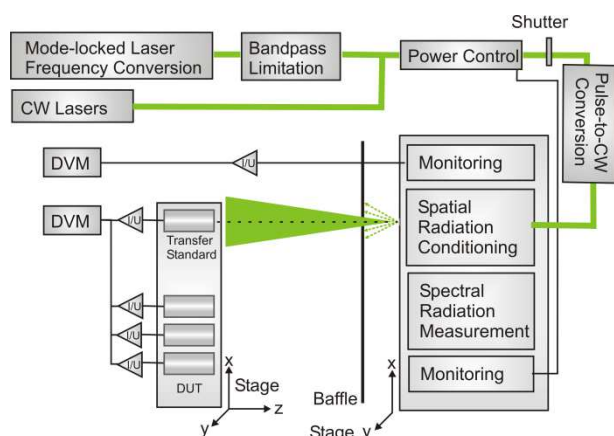 Shutter
Mode-locked Laser
Frequency Conversion
Bandpass
Limitation
Power Control
CW Lasers
Pulse-to-CW
Conversion
DVM
I/U
Monitoring
DVM
I/U
Transfer
Standard
Spatial
Radiation
Conditioning
I/U
I/U
I/U
Spectral
Radiation
Measurement
DUT
x
Stage
z
y
Baffle
x
Monitoring
Stage
y